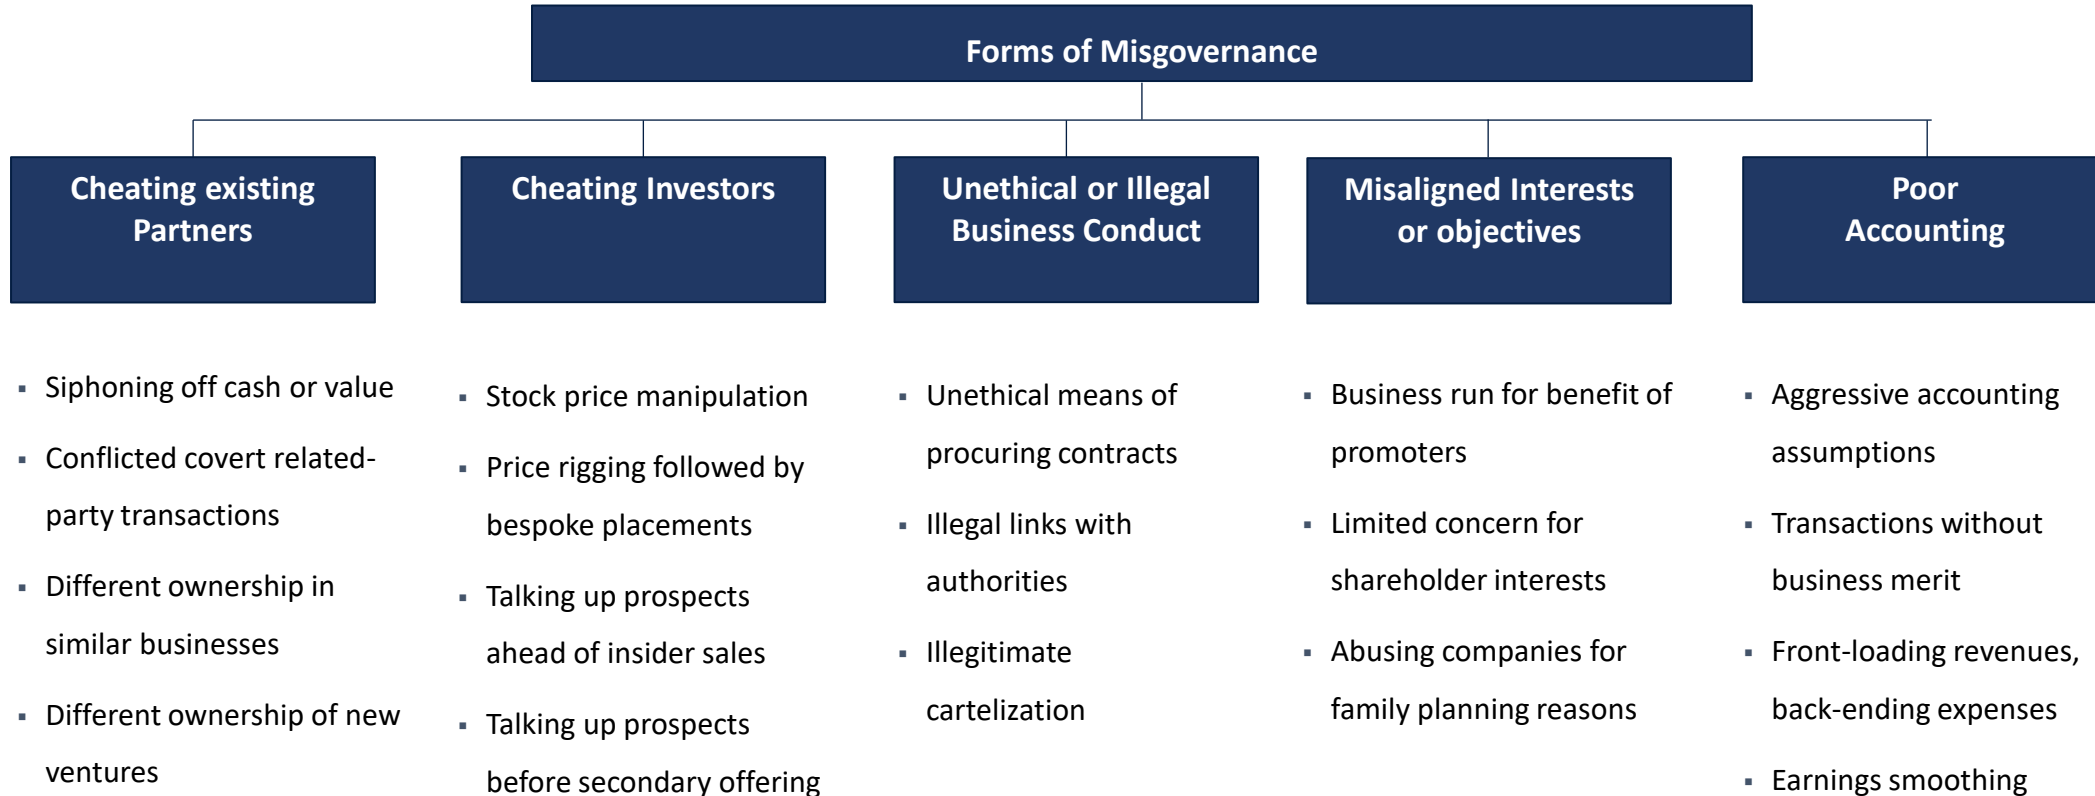 Forms of Misgovernance
Cheating existing
Partners
Cheating Investors
Unethical or Illegal
Business Conduct
Misaligned Interests
or objectives
Poor
Accounting
▪ Siphoning off cash or value
▪ Conflicted covert related-
party transactions
▪ Different ownership in
similar businesses
▪ Different ownership of new
ventures
▪ Stock price manipulation
▪ Price rigging followed by
bespoke placements
▪ Talking up prospects
ahead of insider sales
▪ Talking up prospects
before secondary offering
▪ Unethical means of
procuring contracts
▪ Illegal links with
authorities
▪ Illegitimate
cartelization
▪ Business run for benefit of
promoters
▪ Limited concern for
shareholder interests
▪ Abusing companies for
family planning reasons
▪ Aggressive accounting
assumptions
▪ Transactions without
business merit
▪ Front-loading revenues,
back-ending expenses
▪ Earnings smoothing